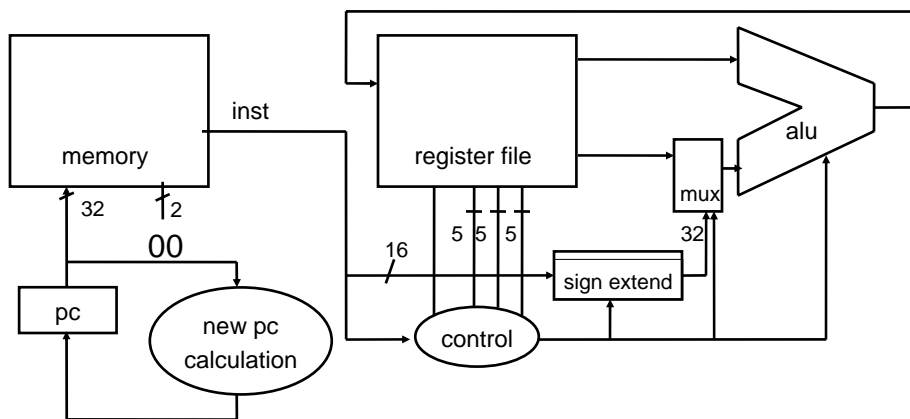 inst
memory
register file
alu
mux
32
2
5
5
5
32
16
00
sign extend
pc
new pc
calculation
control